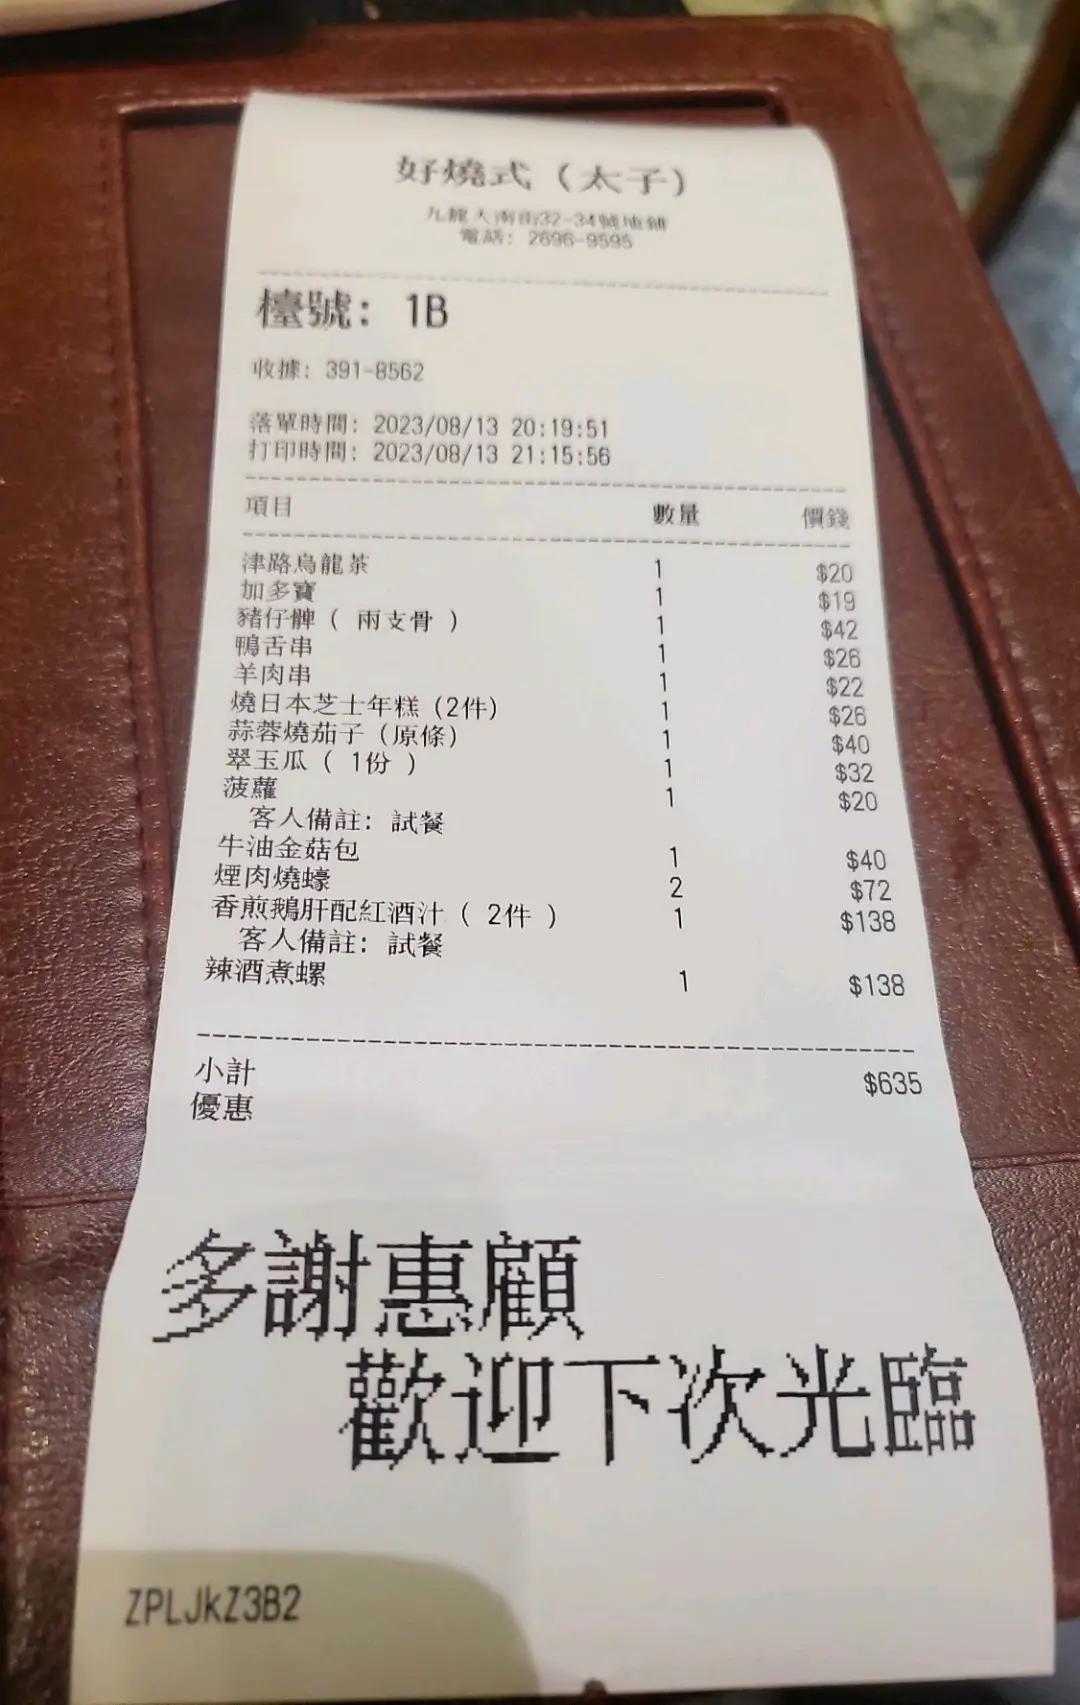 好燒式（太子）
九龍大南街32-34號地鋪
電話: 2696-9595
檯號: 1B
收據: 391-8562
落單時間: 2023/08/13 20:19:51
打印時間: 2023/08/13 21:15:56
項目 數量 價錢
津路烏龍茶 1 $20
加多寶 1 $19
豬仔髀( 兩支骨 ) 1 $42
鴨舌串 1 $26
羊肉串 1 $22
燒日本芝士年糕(2件) 1 $26
蒜蓉燒茄子(原條) 1 $40
翠玉瓜( 1份 ) 1 $32
菠蘿 1 $20
客人備註: 試餐
牛油金菇包 1 $40
煙肉燒蠔 2 $72
香煎鵝肝配紅酒汁( 2件 ) 1 $138
客人備註: 試餐
辣酒煮螺 1 $138
小計 $635
優惠
多謝惠顧
歡迎下次光臨
ZPLJkZ3B2